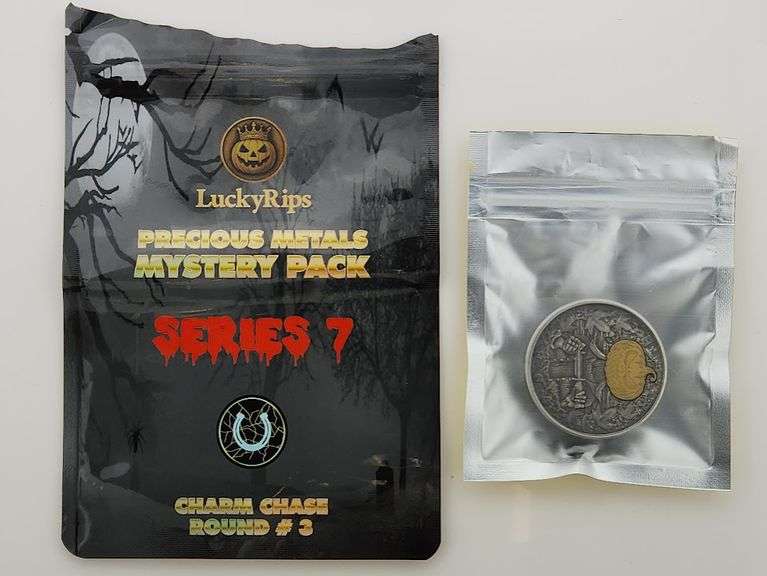 LuckyRips
PRECIOUS METALS
MYSTERY PACK
SERIES 7
CHARM CHASE
ROUND # 3